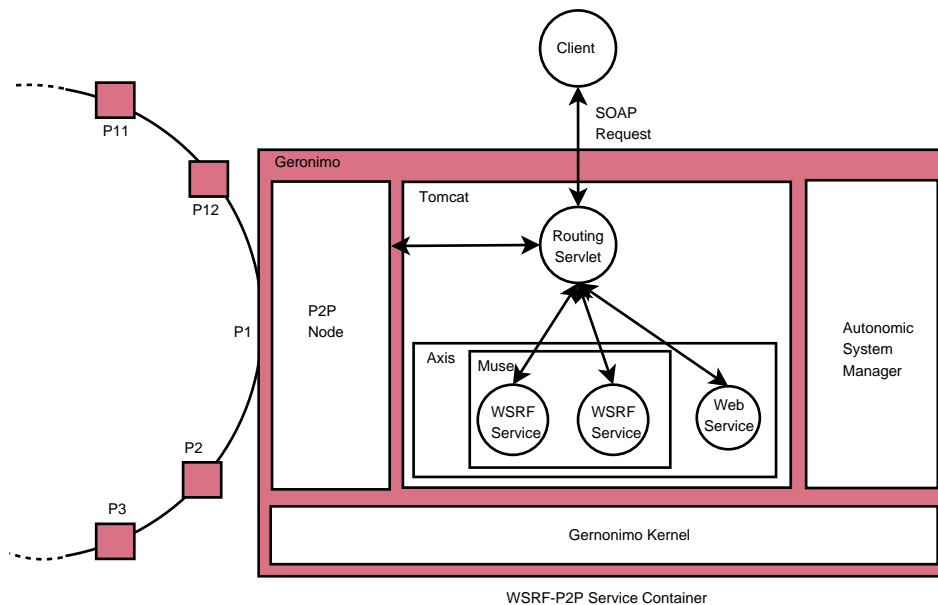 Client
SOAP
Request
P11
P12
P1
P2
P3
Geronimo
Tomcat
Routing
Servlet
P2P
Node
Axis
Muse
WSRF
Service
WSRF
Service
Web
Service
Autonomic
System
Manager
Gernonimo Kernel
WSRF-P2P Service Container